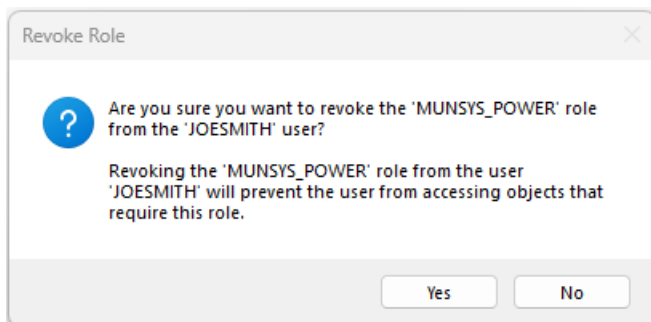 Revoke Role
Are you sure you want to revoke the 'MUNSYS_POWER' role
from the 'JOESMITH' user?
Revoking the 'MUNSYS_POWER' role from the user
'JOESMITH' will prevent the user from accessing objects that
require this role.
Yes No